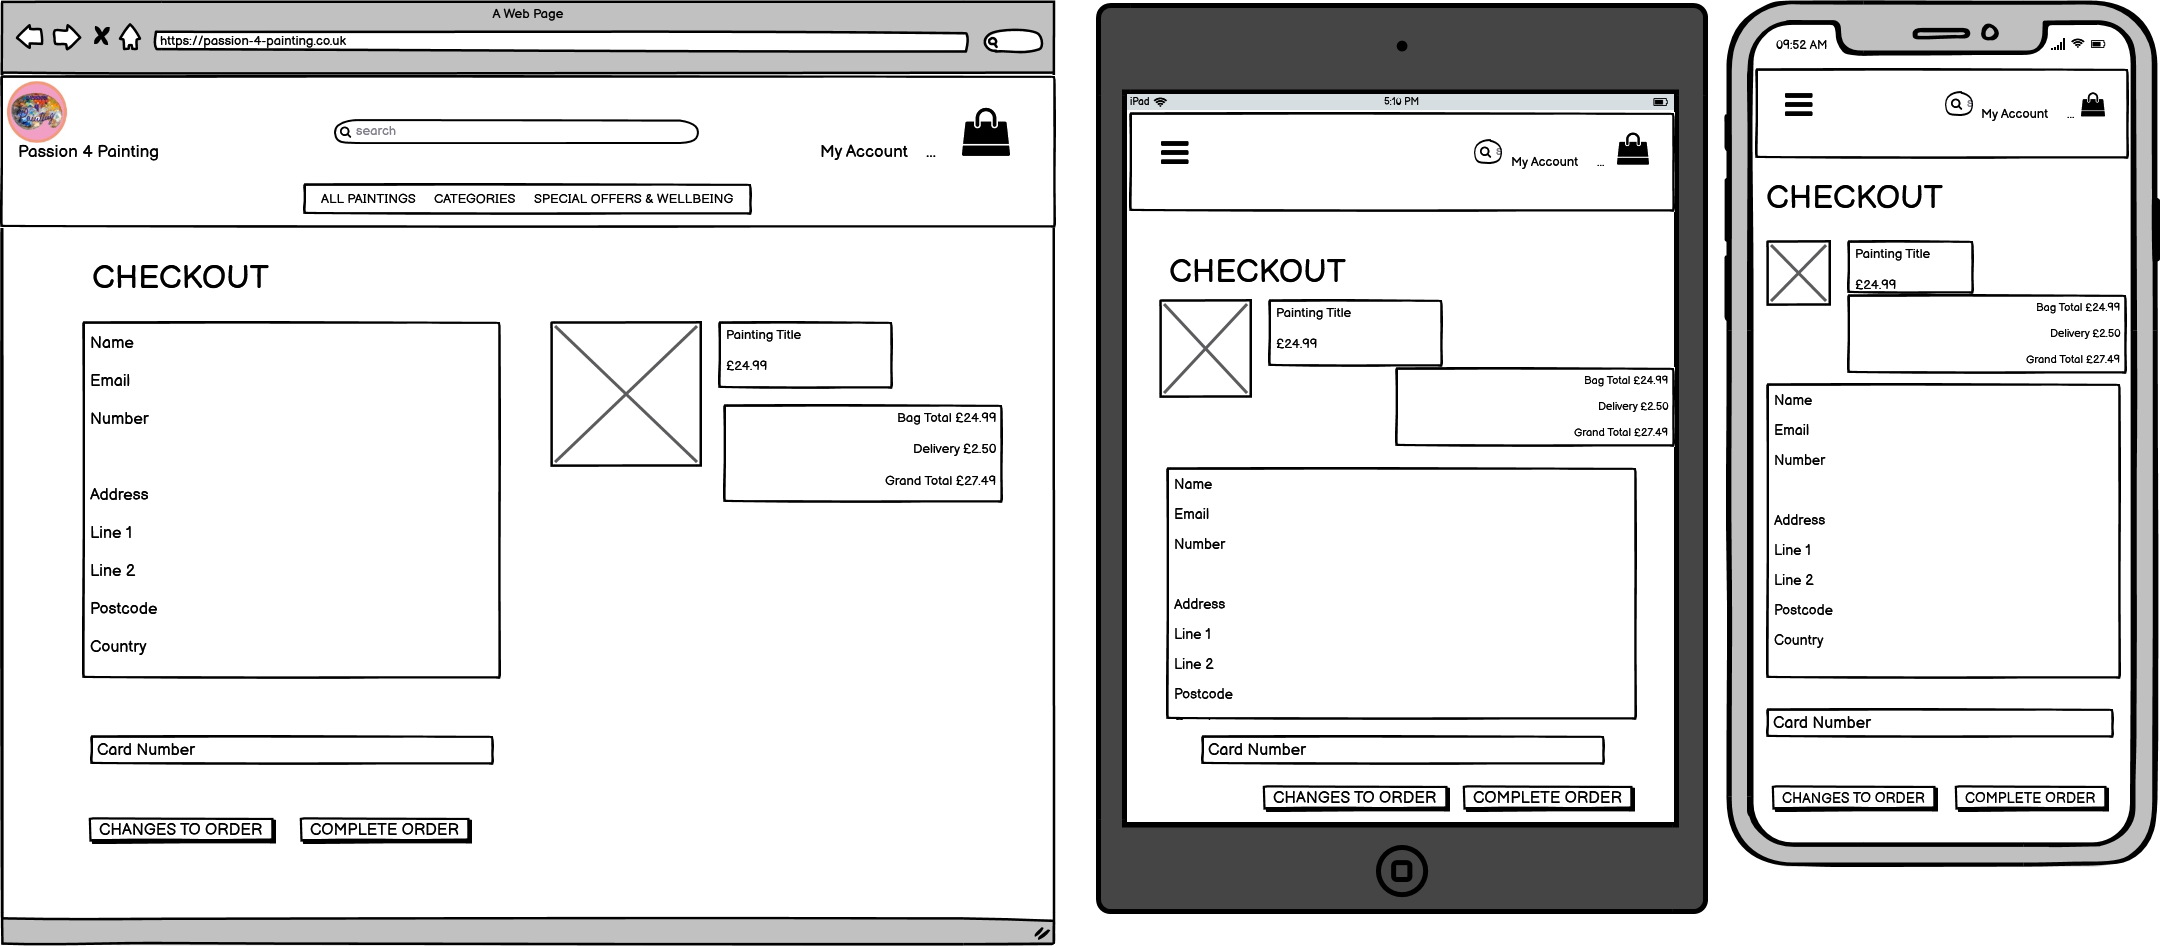 A Web Page
https://passion-4-painting.co.uk
search
Passion 4 Painting
My Account ...
ALL PAINTINGS CATEGORIES SPECIAL OFFERS & WELLBEING
CHECKOUT
Name
Email
Number
Address
Line 1
Line 2
Postcode
Country
Painting Title
£24.99
Bag Total £24.99
Delivery £2.50
Grand Total £27.49
Card Number
CHANGES TO ORDER COMPLETE ORDER
iPad 5:10 PM
My Account ...
CHECKOUT
Painting Title
£24.99
Bag Total £24.99
Delivery £2.50
Grand Total £27.49
Name
Email
Number
Address
Line 1
Line 2
Postcode
Card Number
CHANGES TO ORDER COMPLETE ORDER
09:52 AM
My Account ...
CHECKOUT
Painting Title
£24.99
Bag Total £24.99
Delivery £2.50
Grand Total £27.49
Name
Email
Number
Address
Line 1
Line 2
Postcode
Country
Card Number
CHANGES TO ORDER COMPLETE ORDER